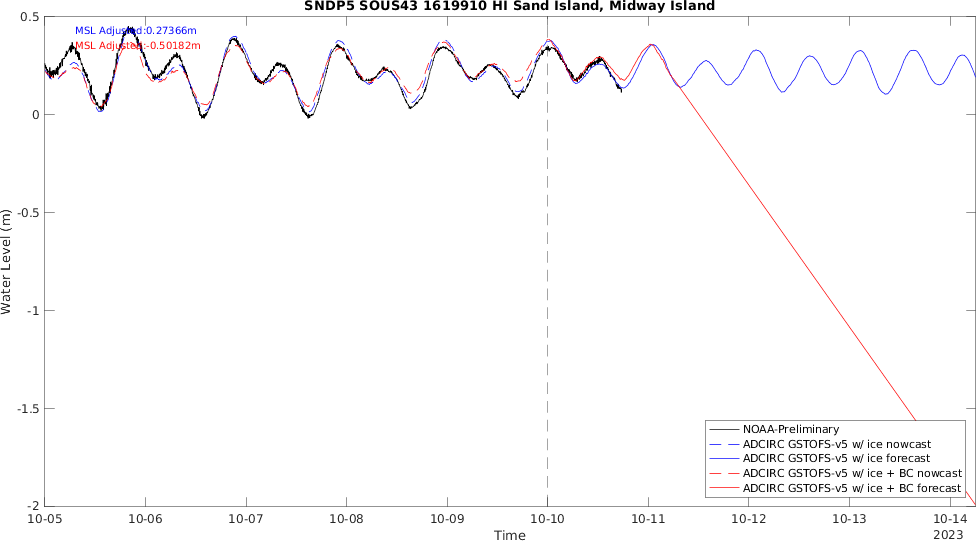 SNDP5 SOUS43 1619910 HI Sand Island, Midway Island
MSL Adjusted:0.27366m
MSL Adjusted:-0.50182m
Water Level (m)
0.5
0
-0.5
-1
-1.5
-2
NOAA-Preliminary
ADCIRC GSTOFS-v5 w/ ice nowcast
ADCIRC GSTOFS-v5 w/ ice forecast
ADCIRC GSTOFS-v5 w/ ice + BC nowcast
ADCIRC GSTOFS-v5 w/ ice + BC forecast
10-05 10-06 10-07 10-08 10-09 10-10 10-11 10-12 10-13 10-14
2023
Time